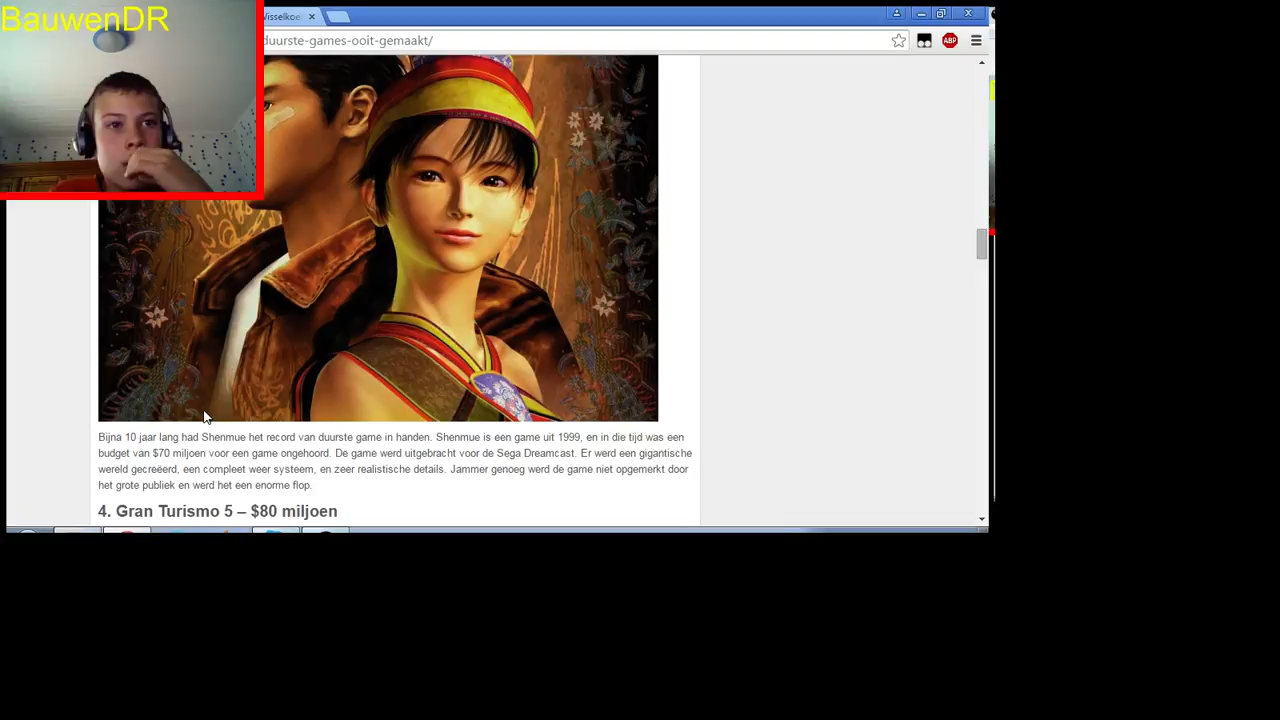 BauwenDR
Visselkoe
duurste-games-ooit-gemaakt/
ABP
Bijna 10 jaar lang had Shenmue het record van duurste game in handen. Shenmue is een game uit 1999, en in die tijd was een
budget van $70 miljoen voor een game ongehoord. De game werd uitgebracht voor de Sega Dreamcast. Er werd een gigantische
wereld gecreëerd, een compleet weer systeem, en zeer realistische details. Jammer genoeg werd de game niet opgemerkt door
het grote publiek en werd het een enorme flop.
4. Gran Turismo 5 – $80 miljoen